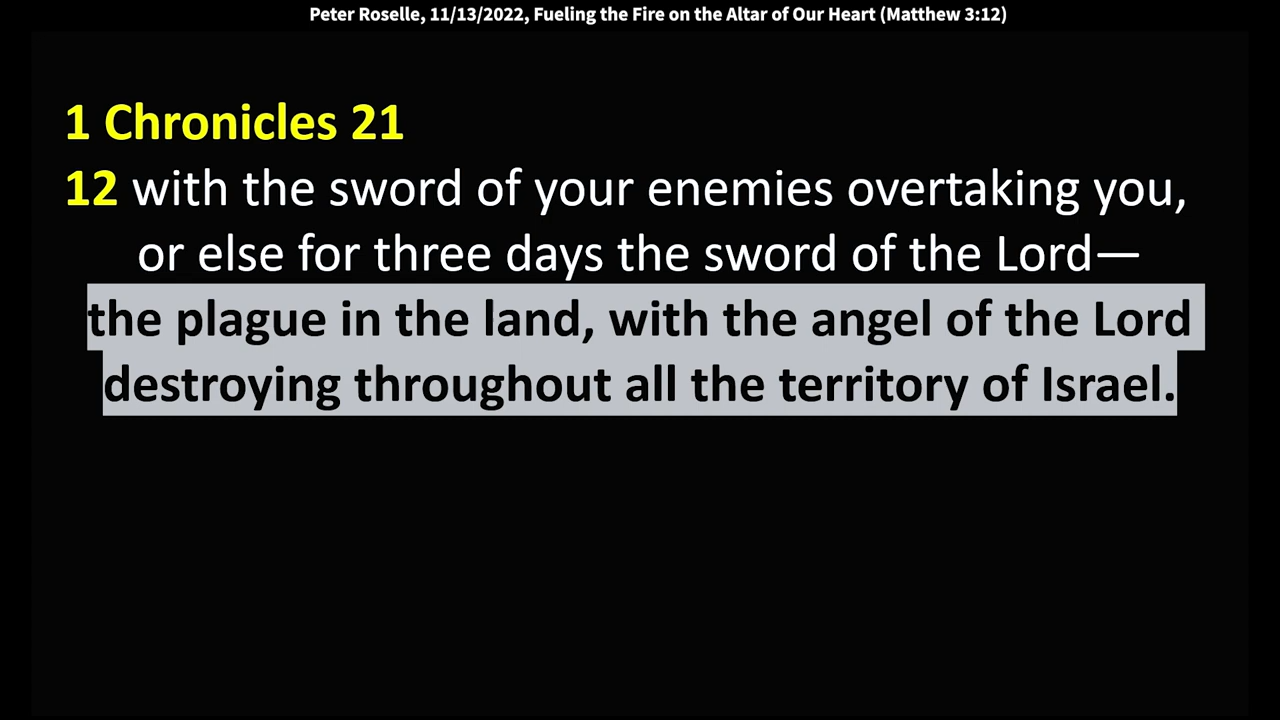 Peter Roselle, 11/13/2022, Fueling the Fire on the Altar of Our Heart (Matthew 3:12)
1 Chronicles 21
12 with the sword of your enemies overtaking you,
or else for three days the sword of the Lord—
the plague in the land, with the angel of the Lord
destroying throughout all the territory of Israel.